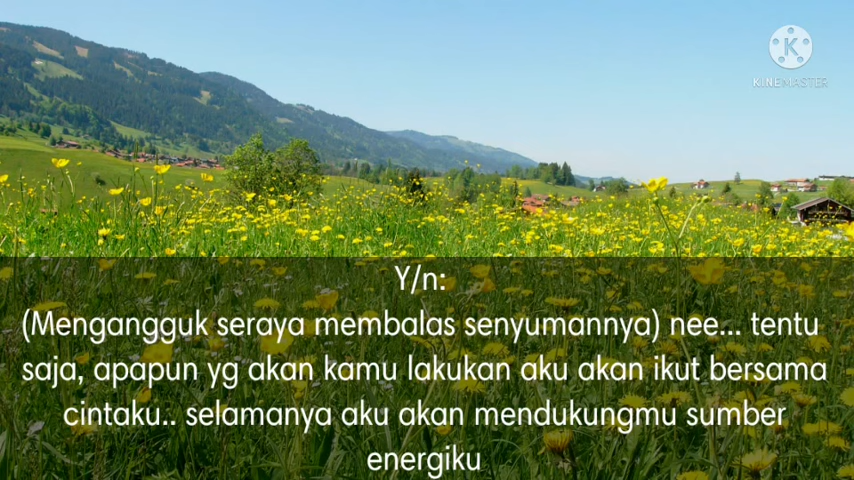 KINEMASTER
Y/n:
(Mengangguk seraya membalas senyumannya) nee... tentu
saja, apapun yg akan kamu lakukan aku akan ikut bersama
cintaku.. selamanya aku akan mendukungmu sumber
energiku